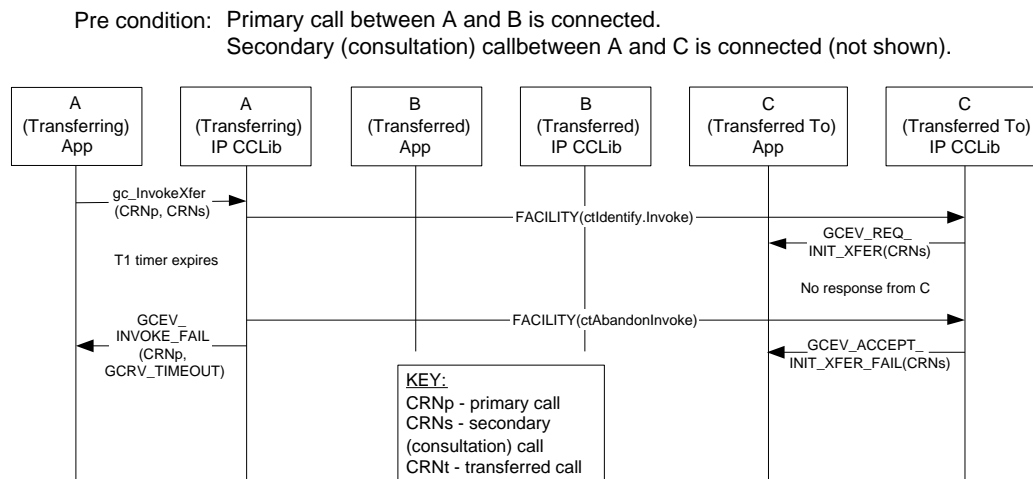 Pre condition: Primary call between A and B is connected.
Secondary (consultation) callbetween A and C is connected (not shown).
A
(Transferring)
App
A
(Transferring)
IP CCLib
B
(Transferred)
App
B
(Transferred)
IP CCLib
C
(Transferred To)
App
C
(Transferred To)
IP CCLib
gc_InvokeXfer
(CRNp, CRNs)
FACILITY(ctIdentify.Invoke)
GCEV_REQ_
INIT_XFER(CRNs)
T1 timer expires
No response from C
GCEV_
INVOKE_FAIL
(CRNp,
GCRV_TIMEOUT)
FACILITY(ctAbandonInvoke)
GCEV_ACCEPT_
INIT_XFER_FAIL(CRNs)
KEY:
CRNp - primary call
CRNs - secondary
(consultation) call
CRNt - transferred call